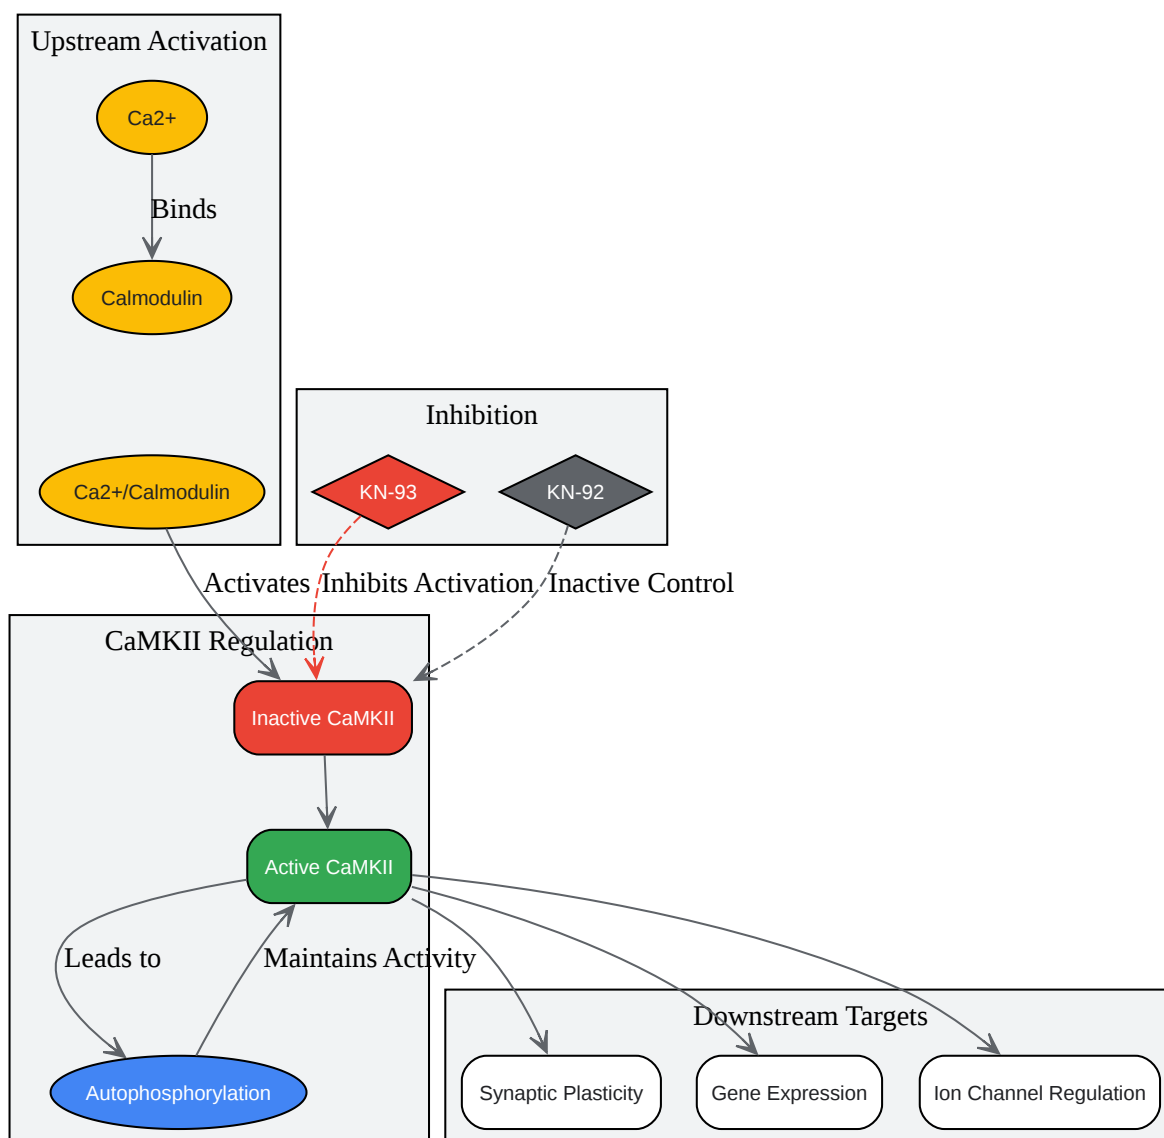 Upstream Activation
Ca2+
Binds
Calmodulin
Ca2+/Calmodulin
Inhibition
KN-93
KN-92
Activates
Inhibits Activation
Inactive Control
CaMKII Regulation
Inactive CaMKII
Active CaMKII
Leads to
Maintains Activity
Autophosphorylation
Downstream Targets
Synaptic Plasticity
Gene Expression
Ion Channel Regulation